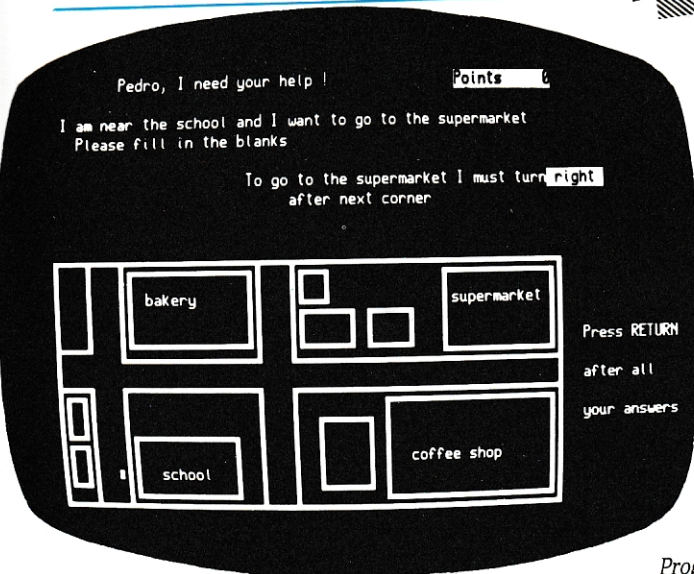 Pedro, I need your help !
Points 0
I am near the school and I want to go to the supermarket
Please fill in the blanks
To go to the supermarket I must turn right
after next corner
bakery
supermarket
Press RETURN
after all
your answers
school
coffee shop